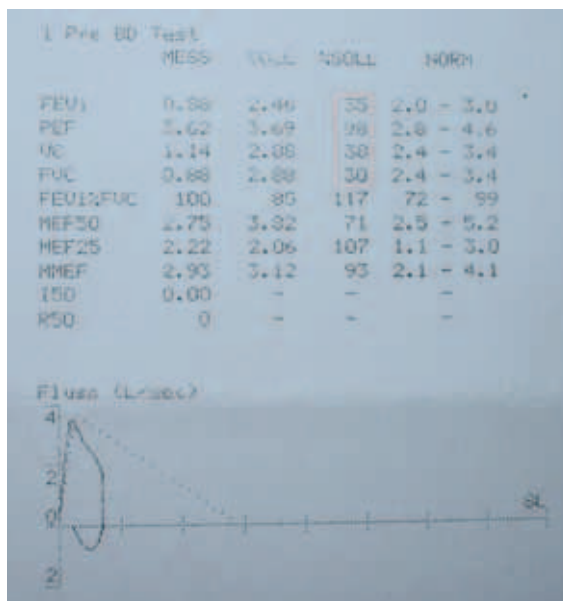 1 Pre BD Test
MESS SOLL %SOLL NORM
FEV1 0.88 2.46 35 2.0 - 3.0
PEF 3.62 3.69 98 2.8 - 4.6
VC 1.14 2.88 38 2.4 - 3.4
FVC 0.88 2.88 30 2.4 - 3.4
FEV1%FVC 100 85 117 72 - 99
MEF50 2.75 3.82 71 2.5 - 5.2
MEF25 2.22 2.06 107 1.1 - 3.0
MMEF 2.93 3.12 93 2.1 - 4.1
I50 0.00 - - -
R50 0 - - -
Fluss (L/sec)
4
2
0
8L
2